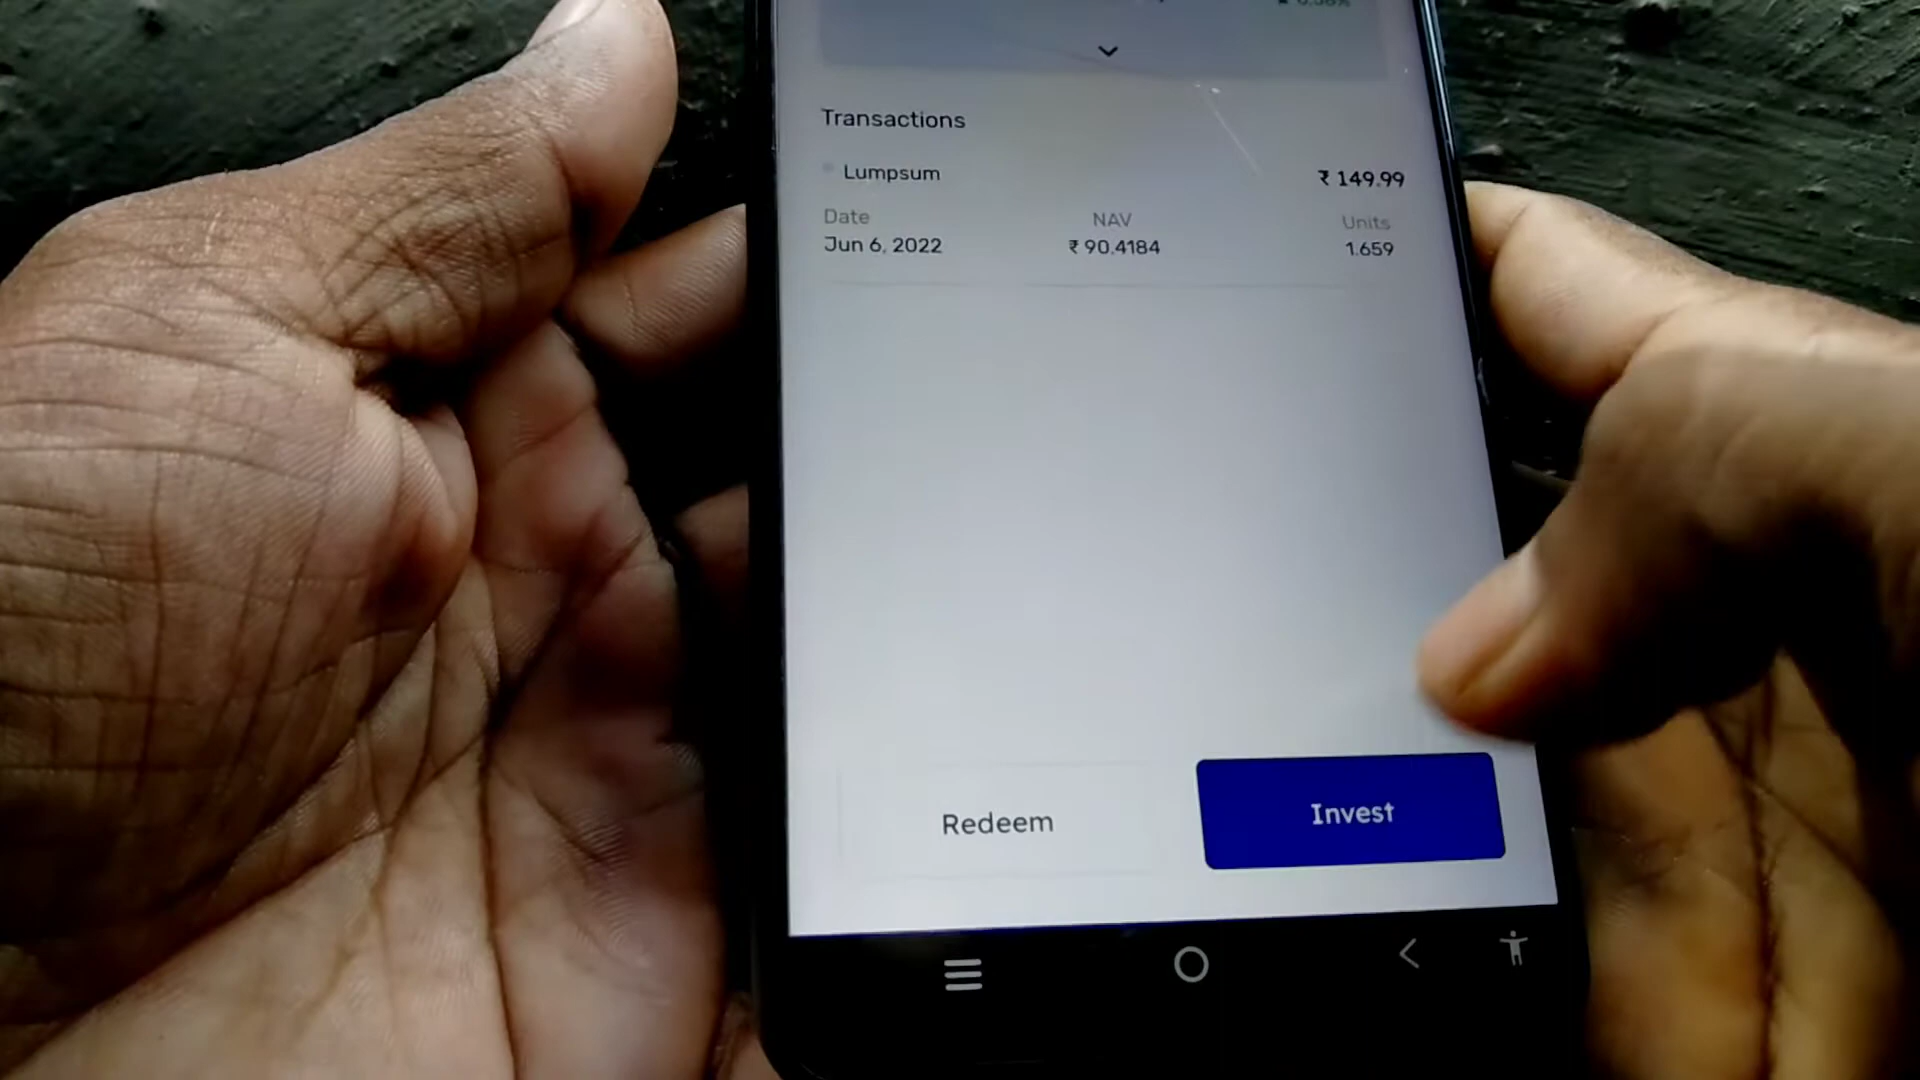 Transactions
Lumpsum
₹ 149.99
Date
NAV
Units
Jun 6, 2022
₹ 90.4184
1.659
Redeem
Invest